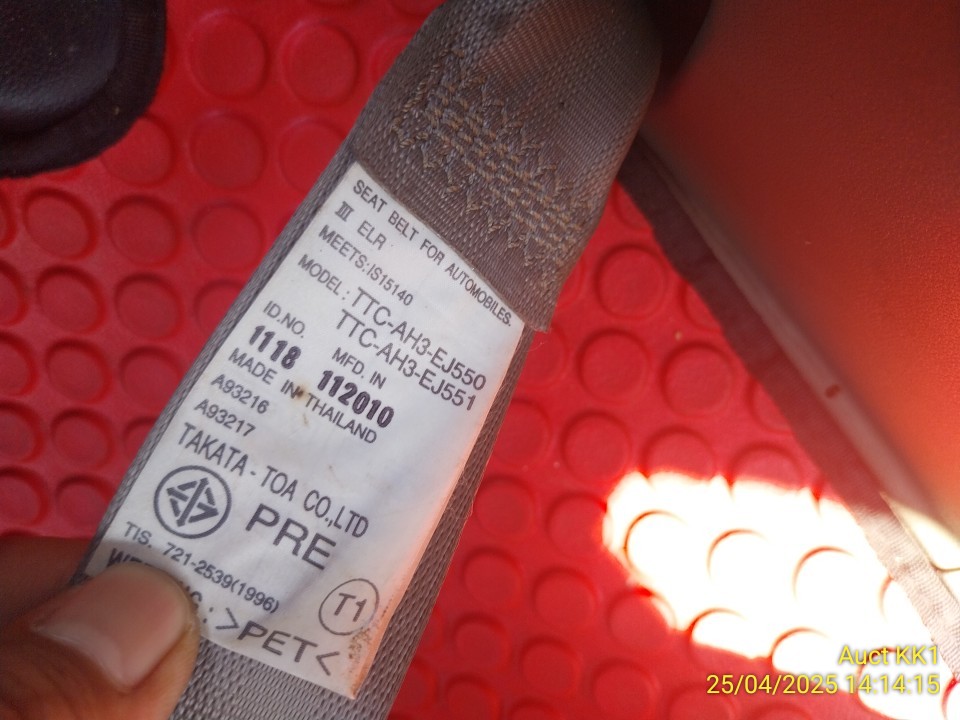 SEAT BELT FOR AUTOMOBILES.
III ELR
MEETS:IS15140
MODEL: TTC-AH3-EJ550
TTC-AH3-EJ551
ID.NO. MFD. IN
1118 112010
MADE IN THAILAND
A93216
A93217
TAKATA-TOA CO.,LTD
PRE
TIS. 721-2539(1996)
T1
>PET<
Auct KK1
25/04/2025 14:14:15